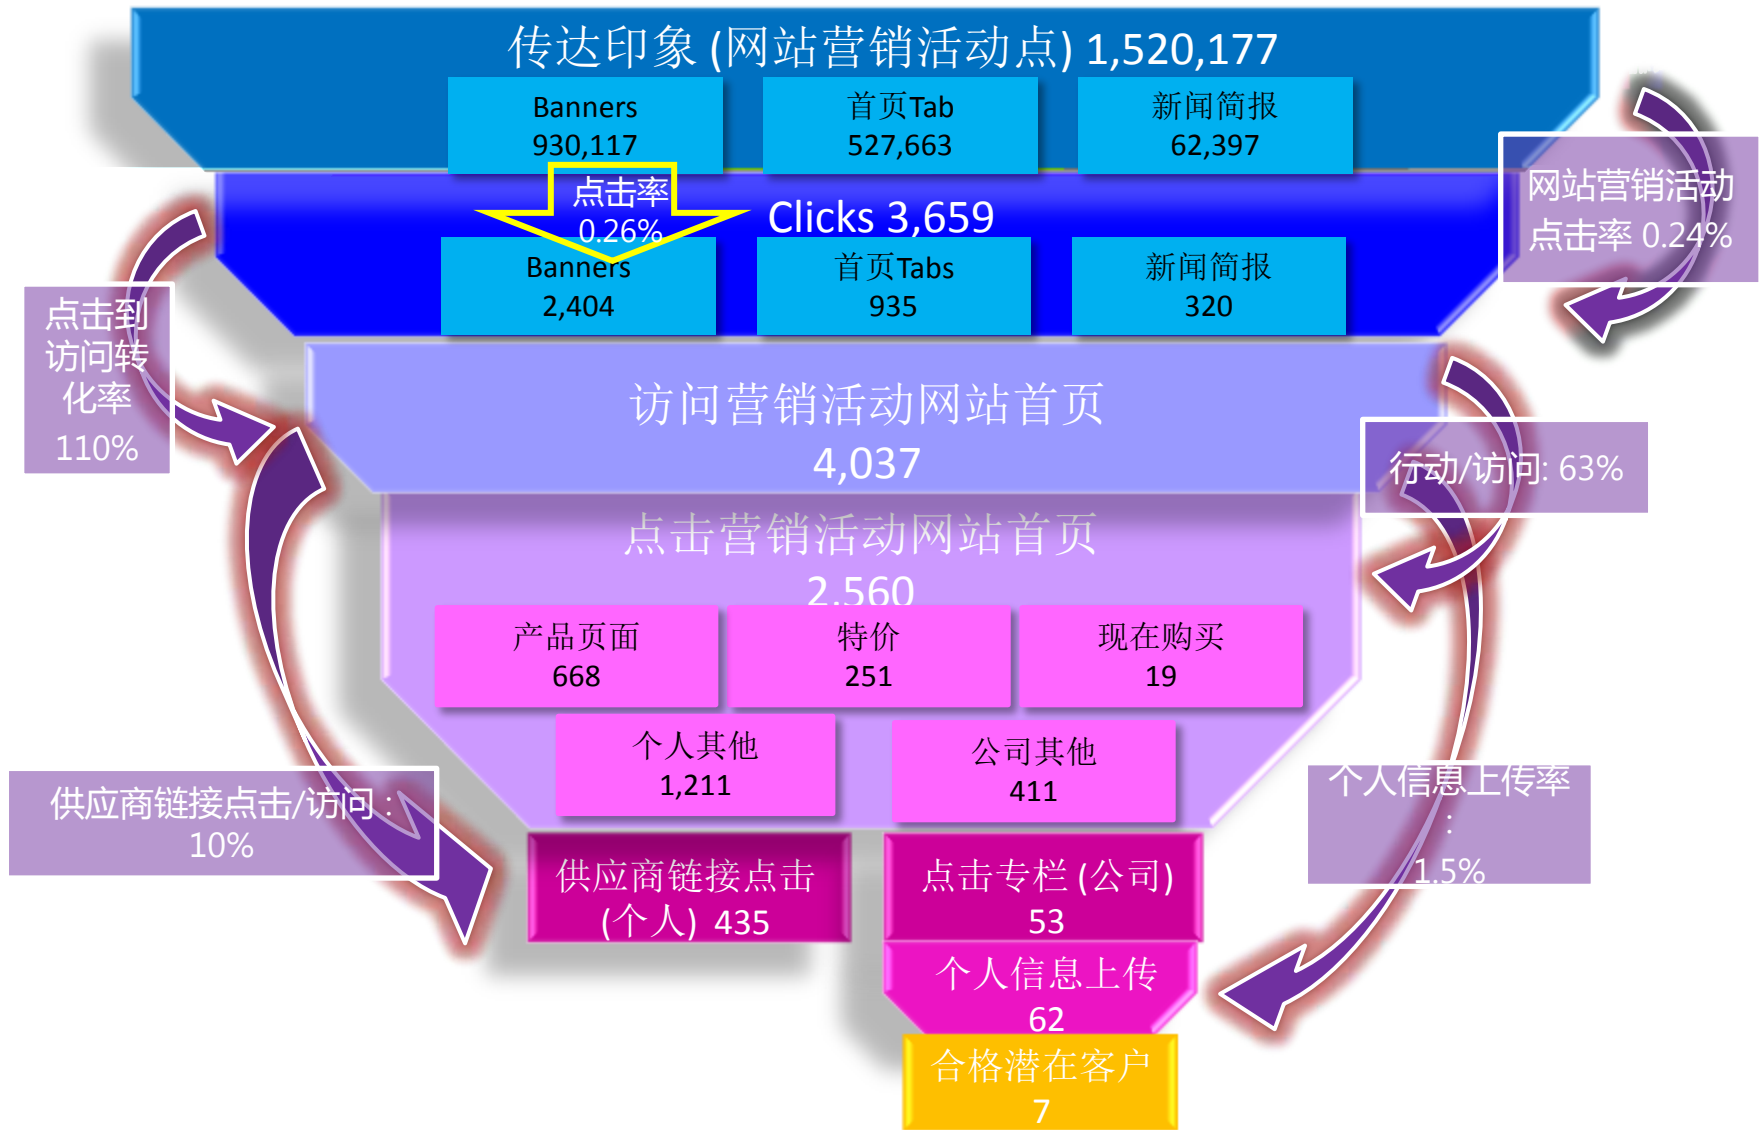 传达印象 (网站营销活动点) 1,520,177
Banners
930,117
首页Tab
527,663
新闻简报
62,397
点击率
0.26%
Clicks 3,659
网站营销活动
点击率 0.24%
Banners
2,404
首页Tabs
935
新闻简报
320
点击到
访问转
化率
110%
访问营销活动网站首页
4,037
行动/访问: 63%
点击营销活动网站首页
2,560
产品页面
668
特价
251
现在购买
19
个人其他
1,211
公司其他
411
供应商链接点击/访问 :
10%
个人信息上传率
:
1.5%
供应商链接点击
(个人) 435
点击专栏 (公司)
53
个人信息上传
62
合格潜在客户
7